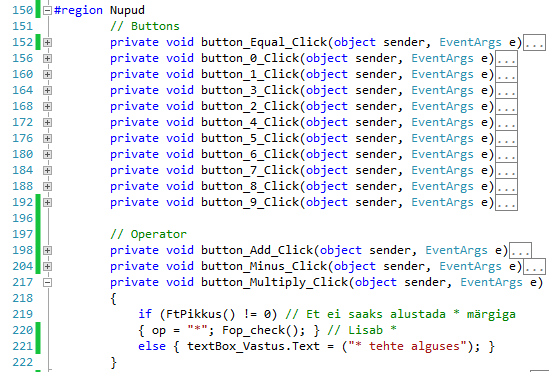 150 #region Nupud
151 // Buttons
152 private void button_Equal_Click(object sender, EventArgs e)...
156 private void button_0_Click(object sender, EventArgs e)...
160 private void button_1_Click(object sender, EventArgs e)...
164 private void button_3_Click(object sender, EventArgs e)...
168 private void button_2_Click(object sender, EventArgs e)...
172 private void button_4_Click(object sender, EventArgs e)...
176 private void button_5_Click(object sender, EventArgs e)...
180 private void button_6_Click(object sender, EventArgs e)...
184 private void button_7_Click(object sender, EventArgs e)...
188 private void button_8_Click(object sender, EventArgs e)...
192 private void button_9_Click(object sender, EventArgs e)...
196
197 // Operator
198 private void button_Add_Click(object sender, EventArgs e)...
204 private void button_Minus_Click(object sender, EventArgs e)...
217 private void button_Multiply_Click(object sender, EventArgs e)
218 {
219 if (FtPikkus() != 0) // Et ei saaks alustada * märgiga
220 { op = "*"; Fop_check(); } // Lisab *
221 else { textBox_Vastus.Text = ("* tehte alguses"); }
222 }